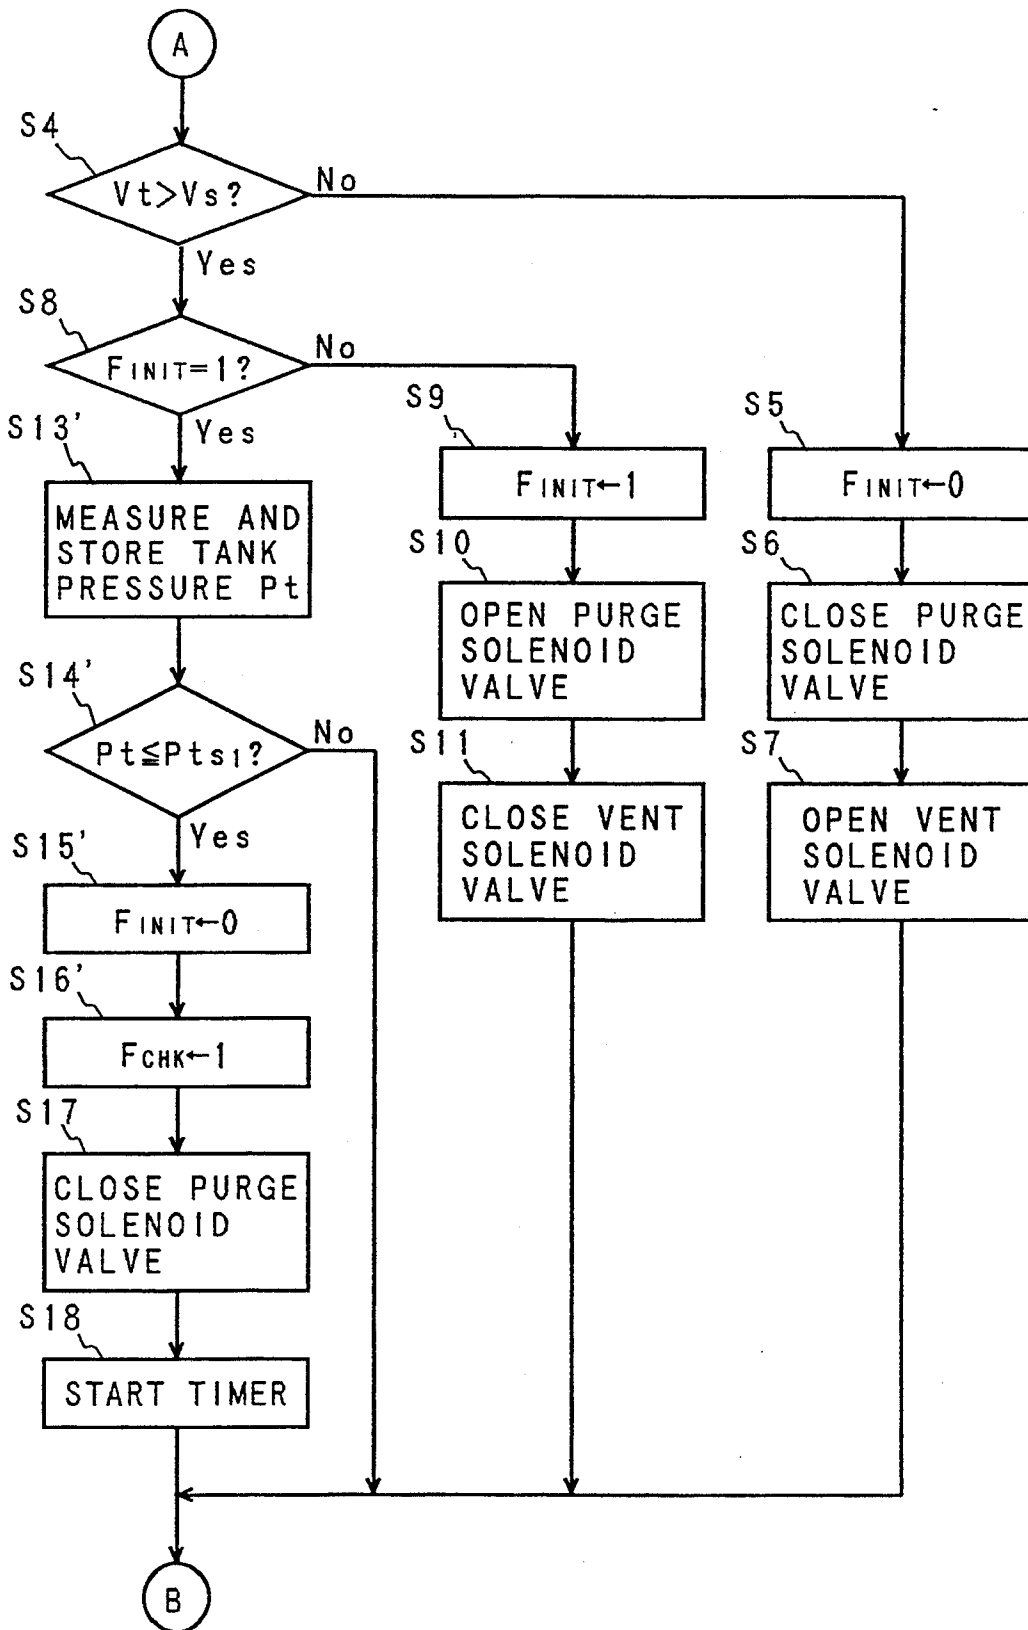 A
S4
Vt>Vs?
No
Yes
S8
FINIT=1?
No
Yes
S13'
MEASURE AND
STORE TANK
PRESSURE Pt
S14'
Pt≦Pts1?
No
Yes
S15'
FINIT←0
S16'
FCHK←1
S17
CLOSE PURGE
SOLENOID
VALVE
S18
START TIMER
S9
FINIT←1
S10
OPEN PURGE
SOLENOID
VALVE
S11
CLOSE VENT
SOLENOID
VALVE
S5
FINIT←0
S6
CLOSE PURGE
SOLENOID
VALVE
S7
OPEN VENT
SOLENOID
VALVE
B